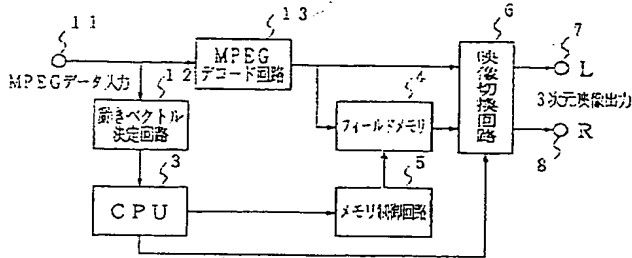 11
MPEGデータ入力
12
動きベクトル
決定回路
13
MPEG
デコード回路
3
CPU
4
フィールドメモリ
5
メモリ制御回路
6
映像切換回路
7
L
3次元映像出力
R
8